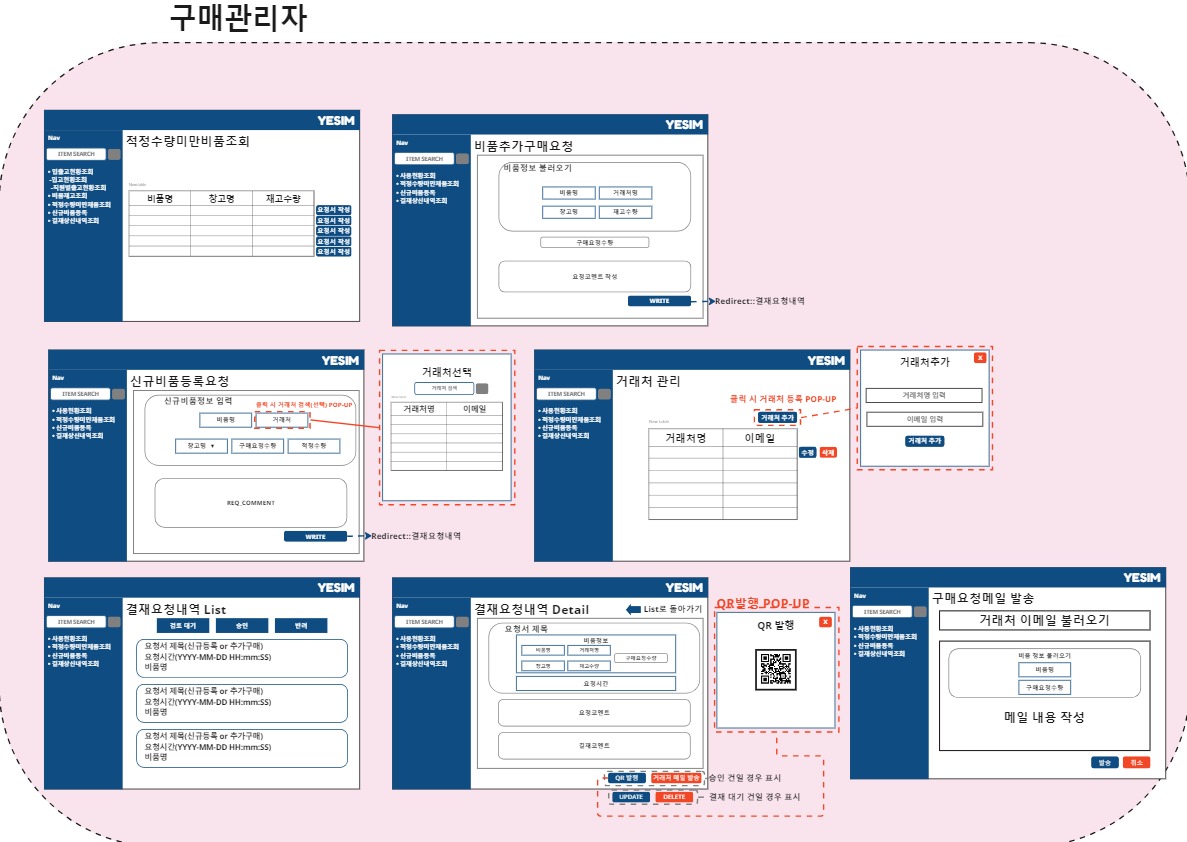 구매관리자
YESIM
Nav
적정수량미만비품조회
ITEM SEARCH
• 입출고현황조회
-입고현황조회
-직원별출고현황조회
• 비품재고조회
• 적정수량미만제품조회
• 신규비품등록
• 결재상신내역조회
비품명 창고명 재고수량
요청서 작성
요청서 작성
요청서 작성
요청서 작성
요청서 작성
YESIM
Nav
비품추가구매요청
ITEM SEARCH
• 사용현황조회
• 적정수량미만제품조회
• 신규비품등록
• 결재상신내역조회
비품정보 불러오기
비품명 거래처명
창고명 재고수량
구매요청수량
요청코멘트 작성
WRITE
Redirect::결재요청내역
YESIM
Nav
신규비품등록요청
ITEM SEARCH
• 사용현황조회
• 적정수량미만제품조회
• 신규비품등록
• 결재상신내역조회
신규비품정보 입력
클릭 시 거래처 검색(선택) POP-UP
비품명 거래처
창고명 ▼ 구매요청수량 적정수량
REQ_COMMENT
WRITE
Redirect::결재요청내역
거래처선택
거래처 검색
거래처명 이메일
YESIM
Nav
거래처 관리
ITEM SEARCH
• 사용현황조회
• 적정수량미만제품조회
• 신규비품등록
• 결재상신내역조회
클릭 시 거래처 등록 POP-UP
거래처 추가
거래처명 이메일
수정 삭제
거래처추가
X
거래처명 입력
이메일 입력
거래처 추가
YESIM
Nav
결재요청내역 List
ITEM SEARCH
• 사용현황조회
• 적정수량미만제품조회
• 신규비품등록
• 결재상신내역조회
검토 대기 승인 반려
요청서 제목(신규등록 or 추가구매)
요청시간(YYYY-MM-DD HH:mm:SS)
비품명
요청서 제목(신규등록 or 추가구매)
요청시간(YYYY-MM-DD HH:mm:SS)
비품명
요청서 제목(신규등록 or 추가구매)
요청시간(YYYY-MM-DD HH:mm:SS)
비품명
YESIM
Nav
결재요청내역 Detail
List로 돌아가기
ITEM SEARCH
• 사용현황조회
• 적정수량미만제품조회
• 신규비품등록
• 결재상신내역조회
요청서 제목
비품정보
비품명 거래처명
구매요청수량
창고명 재고수량
요청시간
요청코멘트
결재코멘트
QR 발행 거래처 메일 발송 승인 건일 경우 표시
UPDATE DELETE 결재 대기 건일 경우 표시
QR발행 POP-UP
QR 발행
X
YESIM
Nav
구매요청메일 발송
ITEM SEARCH
• 사용현황조회
• 적정수량미만제품조회
• 신규비품등록
• 결재상신내역조회
거래처 이메일 불러오기
비품 정보 불러오기
비품명
구매요청수량
메일 내용 작성
발송 취소